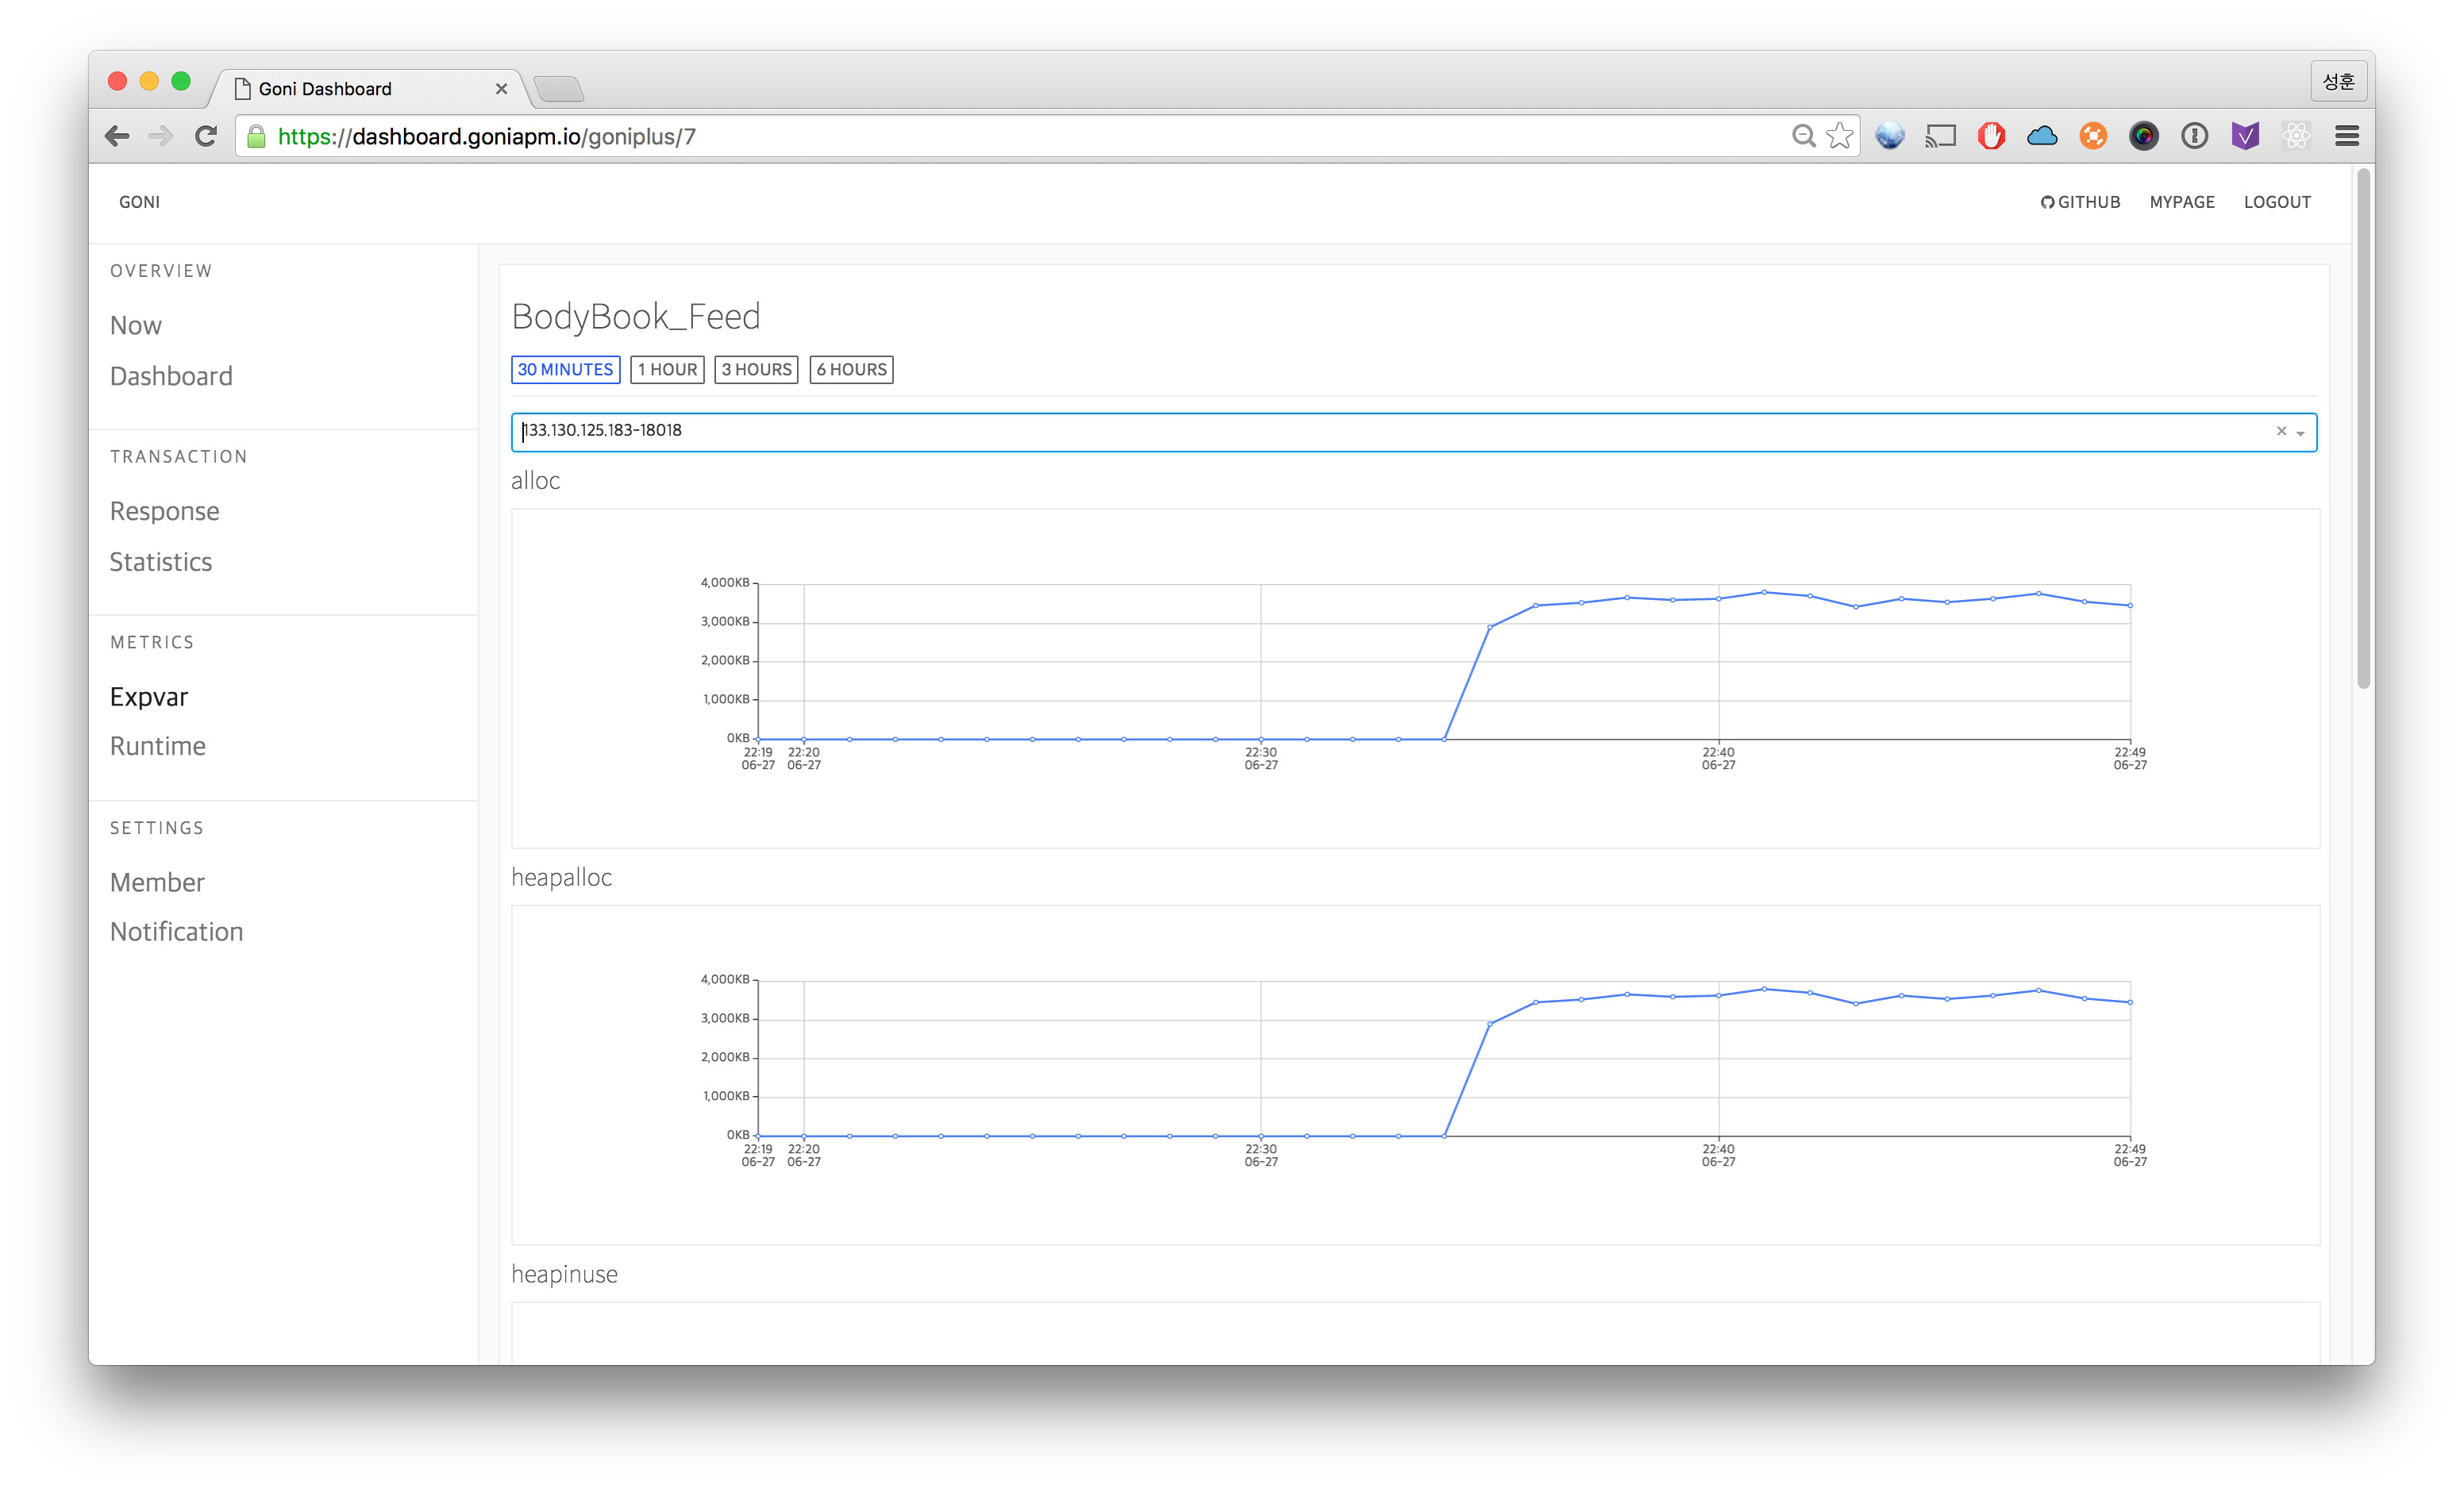 Goni Dashboard
성훈
https://dashboard.goniapm.io/goniplus/7
GONI
GITHUB MYPAGE LOGOUT
OVERVIEW
Now
Dashboard
TRANSACTION
Response
Statistics
METRICS
Expvar
Runtime
SETTINGS
Member
Notification
BodyBook_Feed
30 MINUTES 1 HOUR 3 HOURS 6 HOURS
133.130.125.183-18018
alloc
4,000KB
3,000KB
2,000KB
1,000KB
0KB
22:19 22:20 22:30 22:40 22:49
06-27 06-27 06-27 06-27 06-27
heapalloc
4,000KB
3,000KB
2,000KB
1,000KB
0KB
22:19 22:20 22:30 22:40 22:49
06-27 06-27 06-27 06-27 06-27
heapinuse